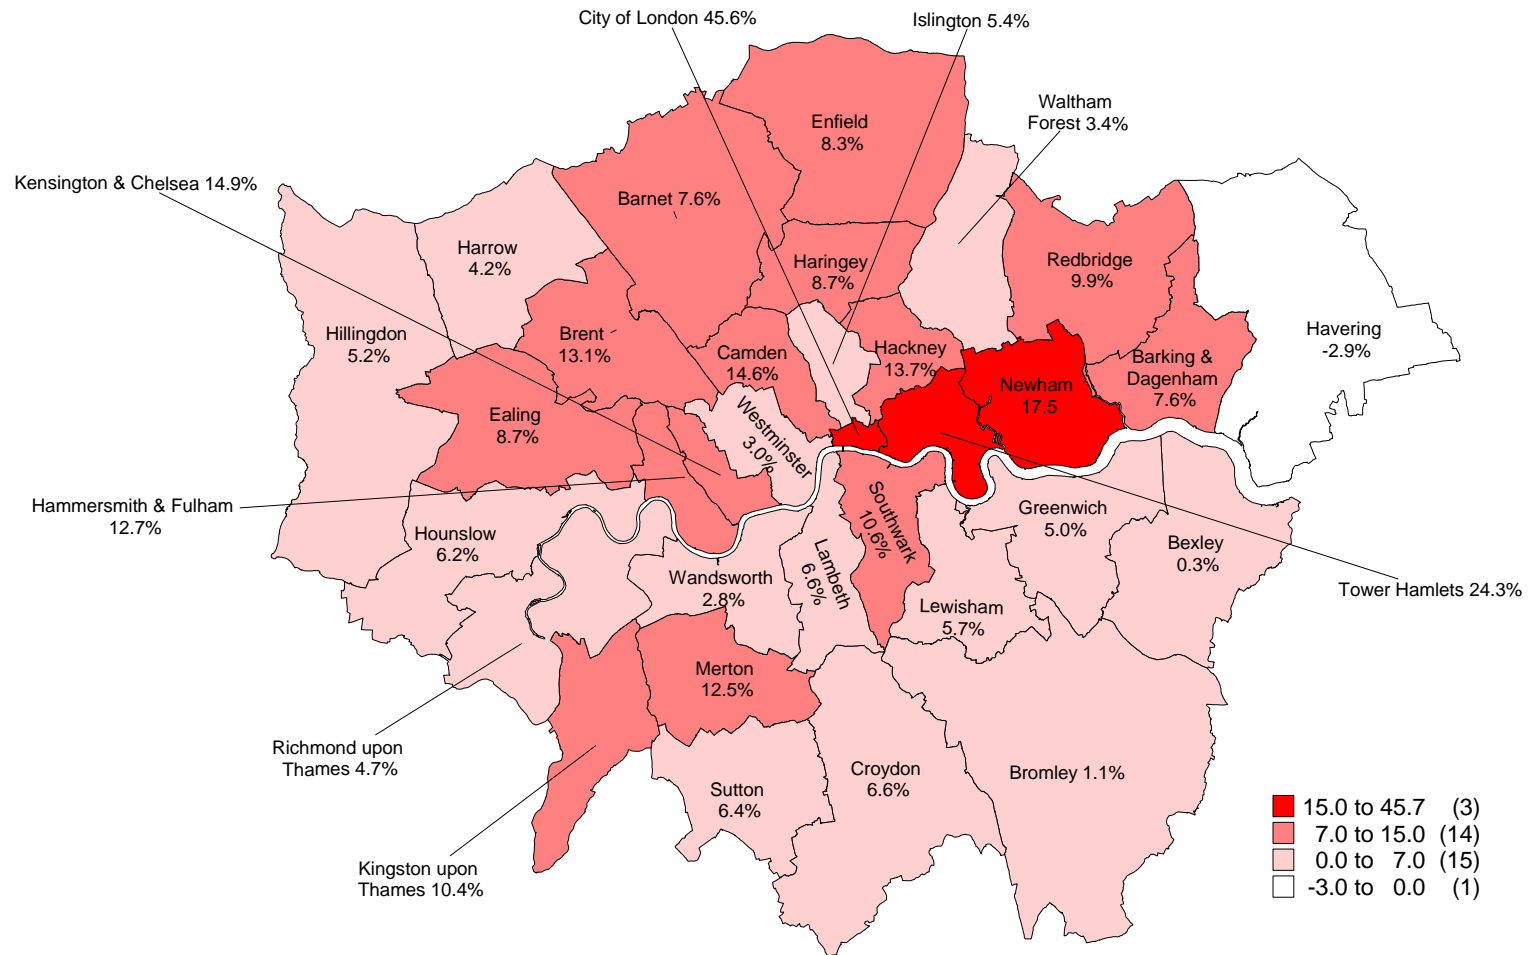 City of London 45.6%
Islington 5.4%
Waltham
Forest 3.4%
Enfield
8.3%
Kensington & Chelsea 14.9%
Barnet 7.6%
Harrow
4.2%
Haringey
8.7%
Redbridge
9.9%
Hillingdon
5.2%
Brent
13.1%
Camden
14.6%
Hackney
13.7%
Havering
-2.9%
Barking &
Dagenham
7.6%
Newham
17.5
Ealing
8.7%
Westminster
3.0%
Hammersmith & Fulham
12.7%
Hounslow
6.2%
Southwark
10.6%
Greenwich
5.0%
Bexley
0.3%
Wandsworth
2.8%
Lambeth
6.6%
Lewisham
5.7%
Tower Hamlets 24.3%
Merton
12.5%
Richmond upon
Thames 4.7%
Sutton
6.4%
Croydon
6.6%
Bromley 1.1%
Kingston upon
Thames 10.4%
15.0 to 45.7 (3)
7.0 to 15.0 (14)
0.0 to 7.0 (15)
-3.0 to 0.0 (1)